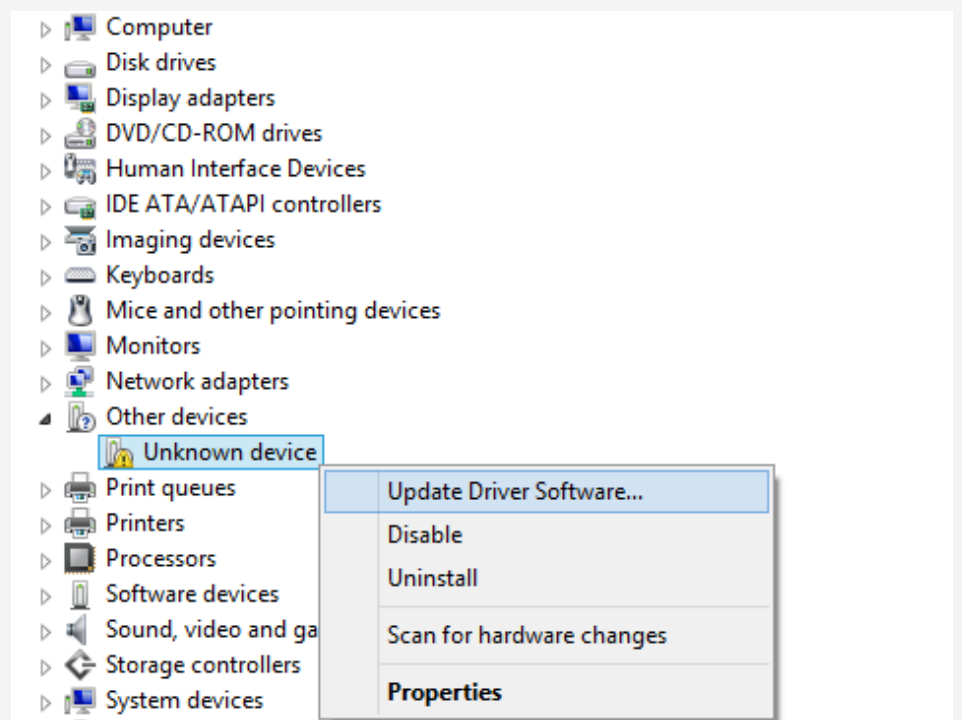 Computer
Disk drives
Display adapters
DVD/CD-ROM drives
Human Interface Devices
IDE ATA/ATAPI controllers
Imaging devices
Keyboards
Mice and other pointing devices
Monitors
Network adapters
Other devices
Unknown device
Print queues
Printers
Processors
Software devices
Sound, video and ga
Storage controllers
System devices
Update Driver Software...
Disable
Uninstall
Scan for hardware changes
Properties